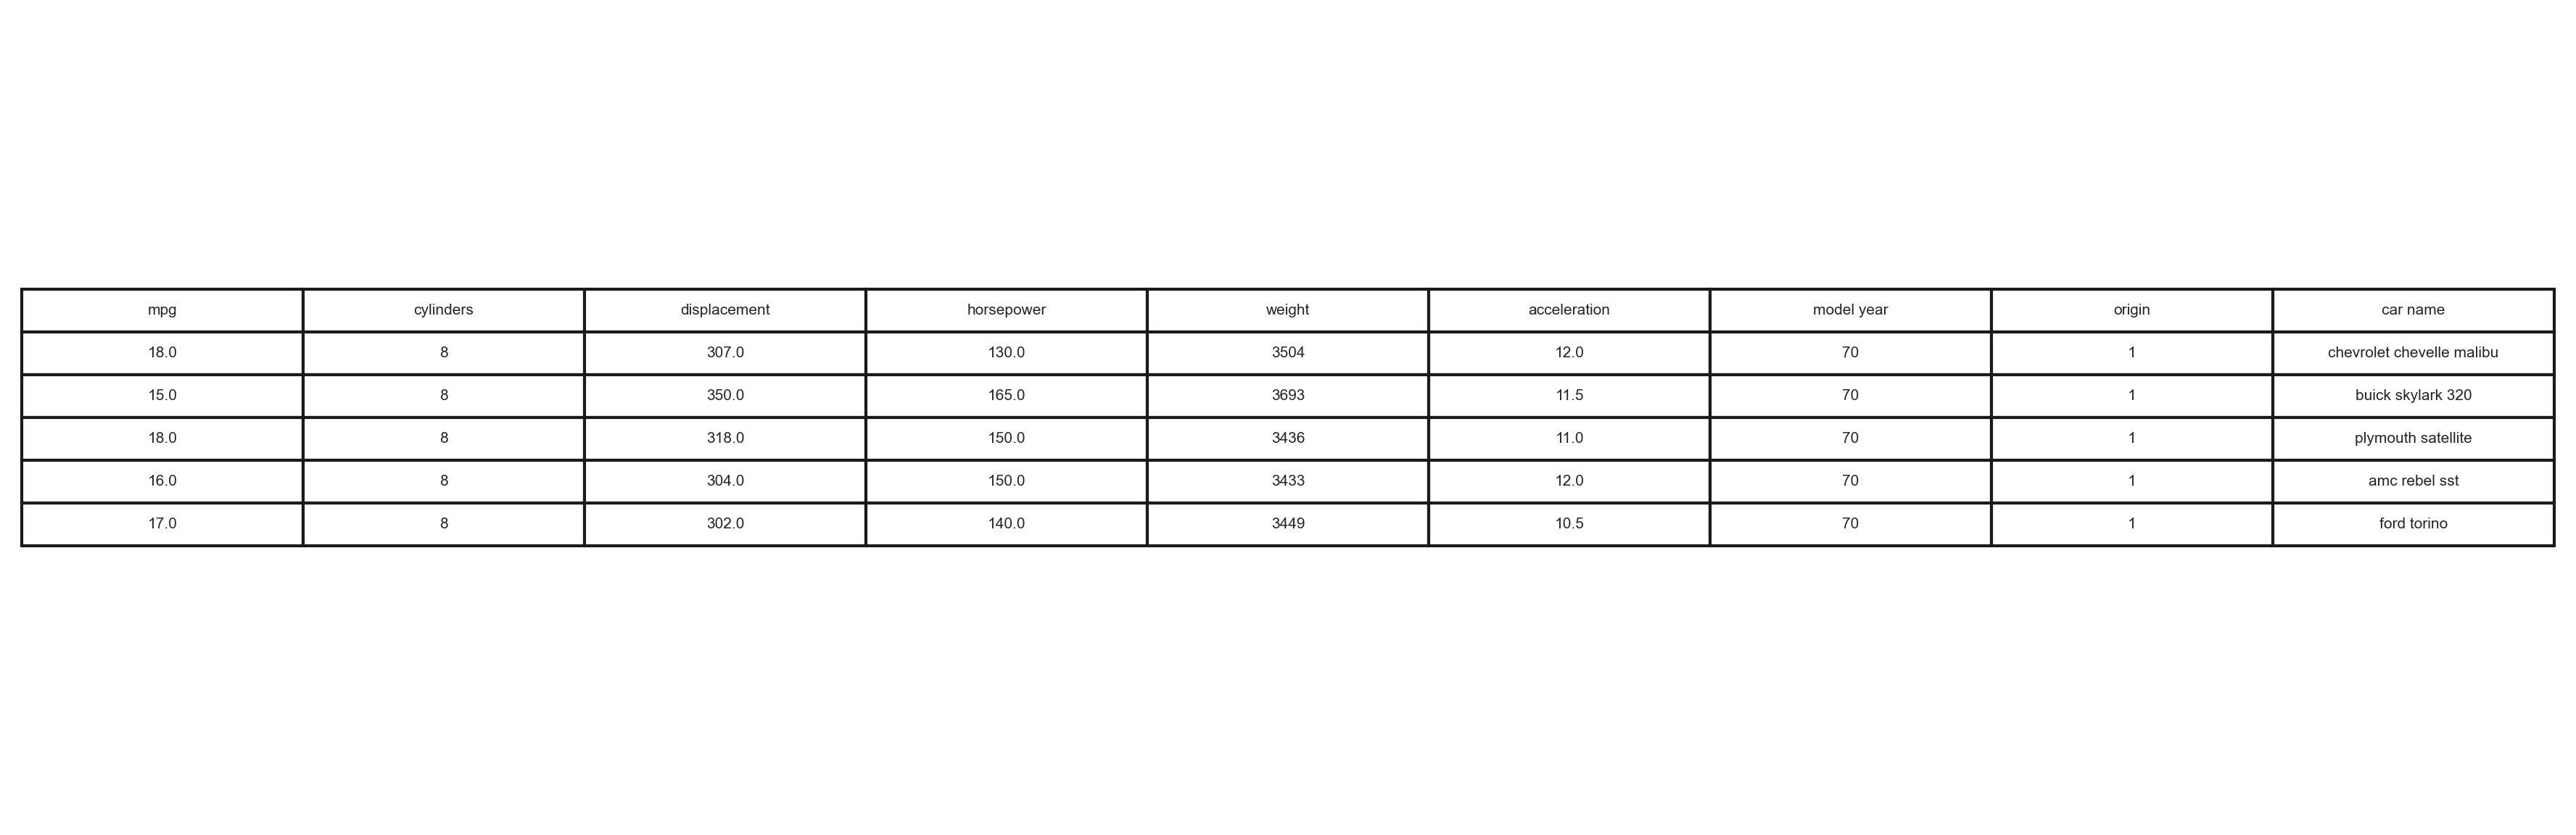 mpg cylinders displacement horsepower weight acceleration model year origin car name
18.0 8 307.0 130.0 3504 12.0 70 1 chevrolet chevelle malibu
15.0 8 350.0 165.0 3693 11.5 70 1 buick skylark 320
18.0 8 318.0 150.0 3436 11.0 70 1 plymouth satellite
16.0 8 304.0 150.0 3433 12.0 70 1 amc rebel sst
17.0 8 302.0 140.0 3449 10.5 70 1 ford torino